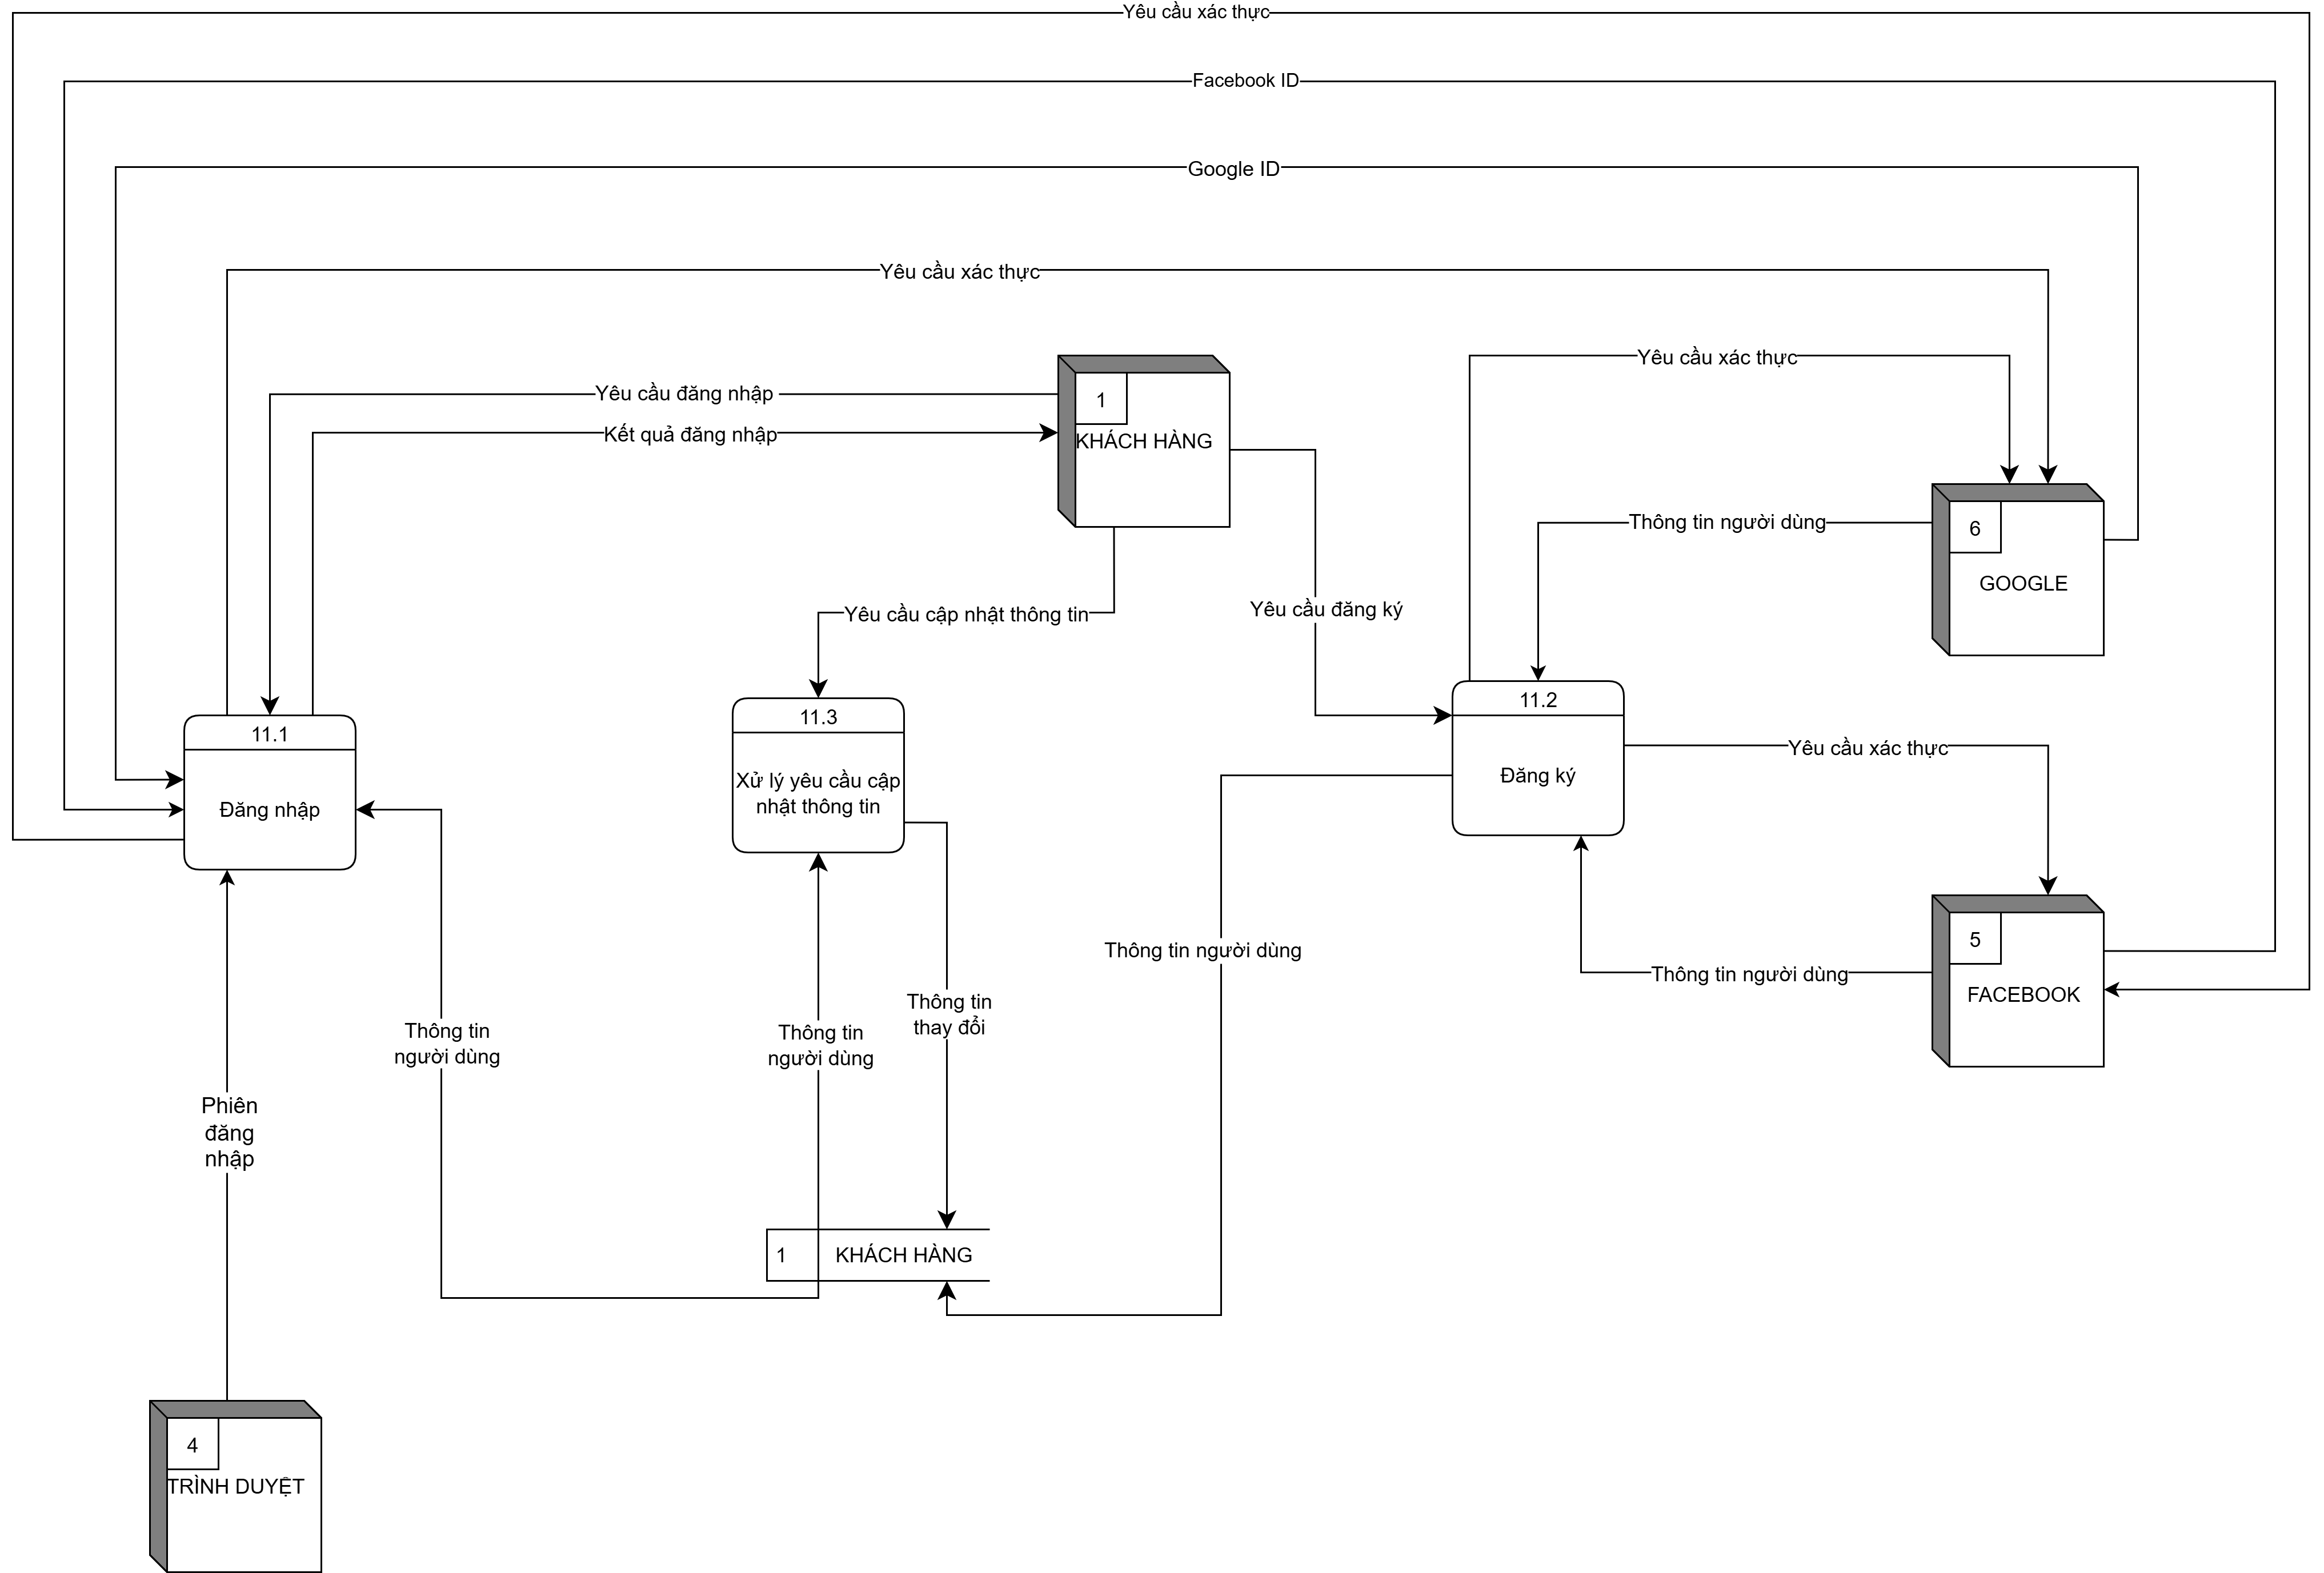 Yêu cầu xác thực
Facebook ID
Google ID
Yêu cầu xác thực
Yêu cầu xác thực
Yêu cầu đăng nhập
1
Kết quả đăng nhập
KHÁCH HÀNG
Thông tin người dùng
6
GOOGLE
Yêu cầu cập nhật thông tin
Yêu cầu đăng ký
11.1
Đăng nhập
11.3
Xử lý yêu cầu cập
nhật thông tin
11.2
Đăng ký
Yêu cầu xác thực
Thông tin người dùng
Thông tin người dùng
5
FACEBOOK
Thông tin
người dùng
Thông tin
người dùng
Thông tin
thay đổi
Phiên
đăng
nhập
1
KHÁCH HÀNG
4
TRÌNH DUYỆT